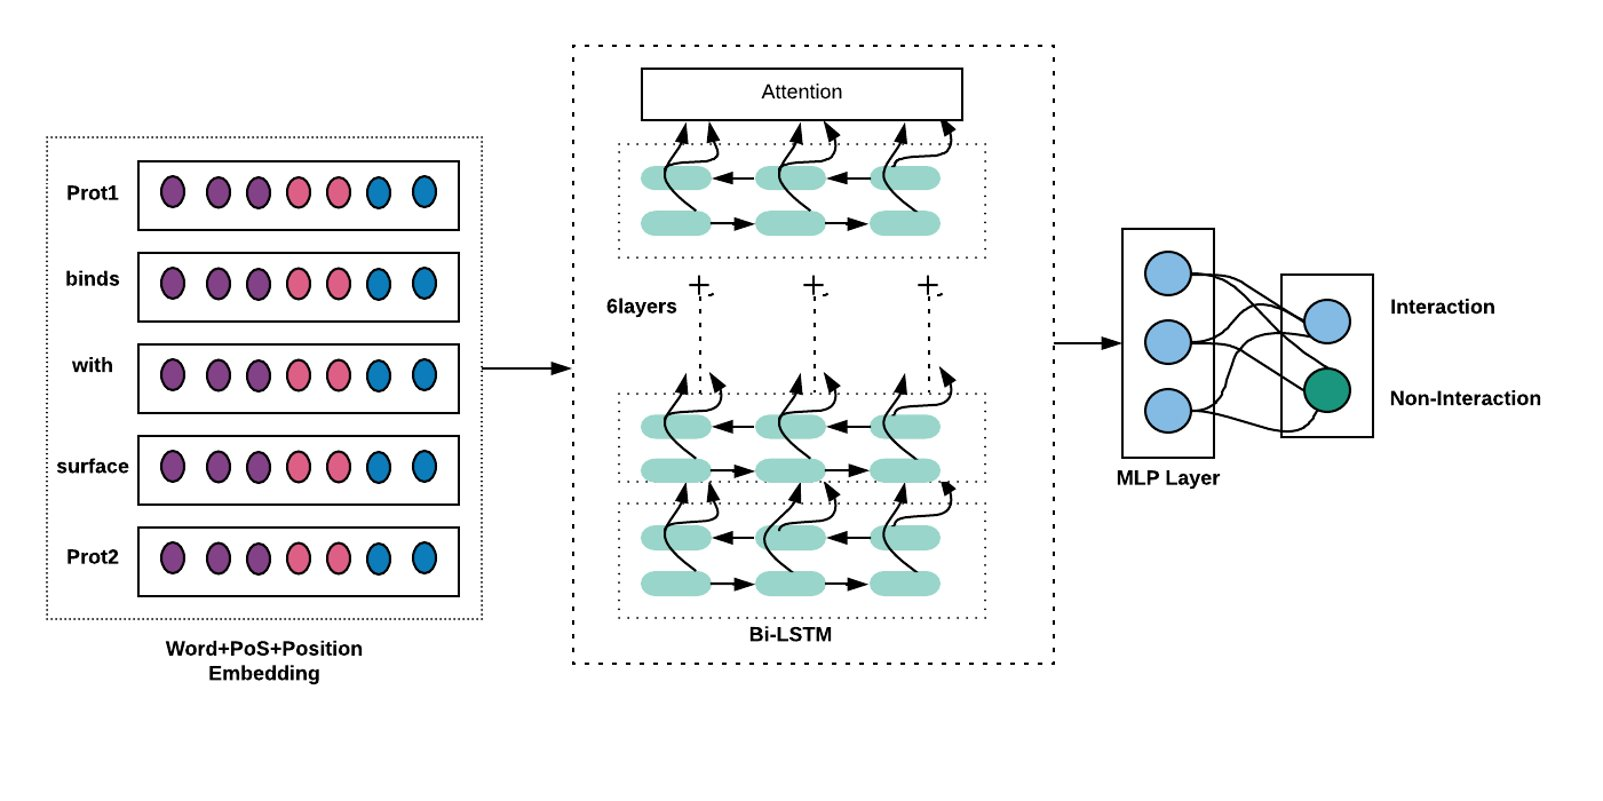 Prot1
binds
with
surface
Prot2
Word+PoS+Position
Embedding
Attention
6layers
Bi-LSTM
MLP Layer
Interaction
Non-Interaction